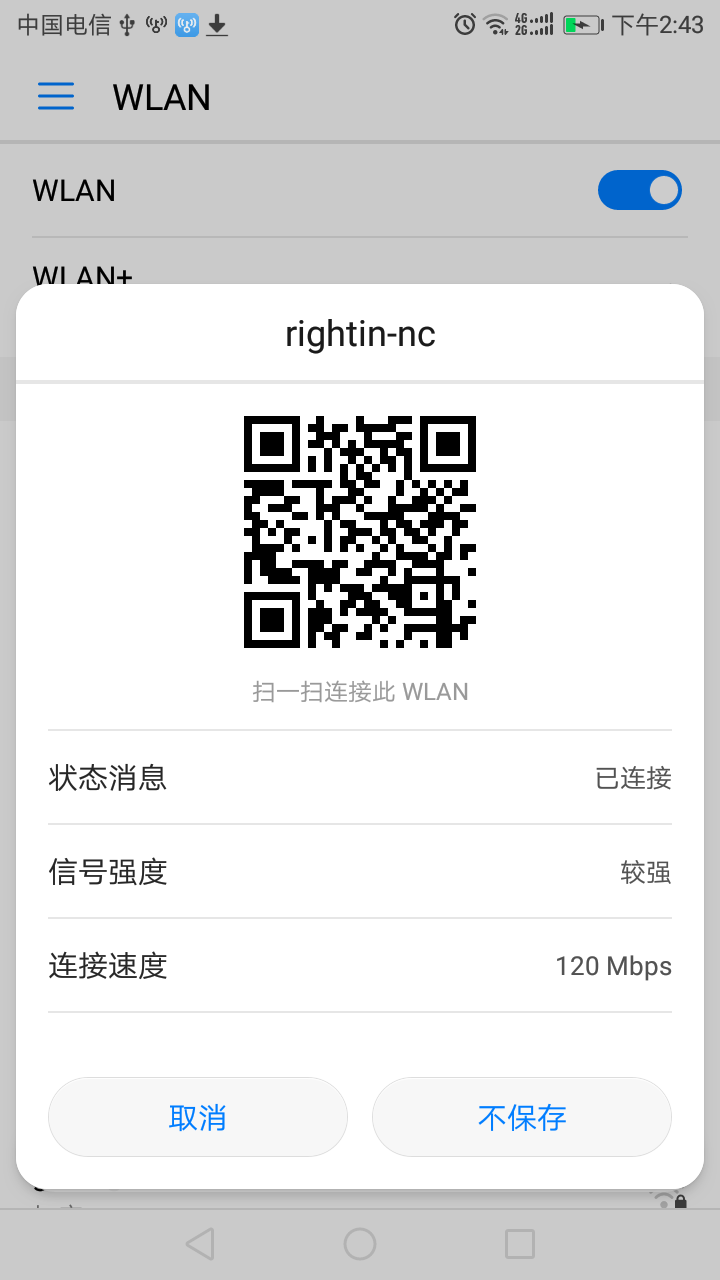 中国电信
4G
2G
下午2:43
WLAN
WLAN
WLAN+
rightin-nc
扫一扫连接此 WLAN
状态消息 已连接
信号强度 较强
连接速度 120 Mbps
取消 不保存